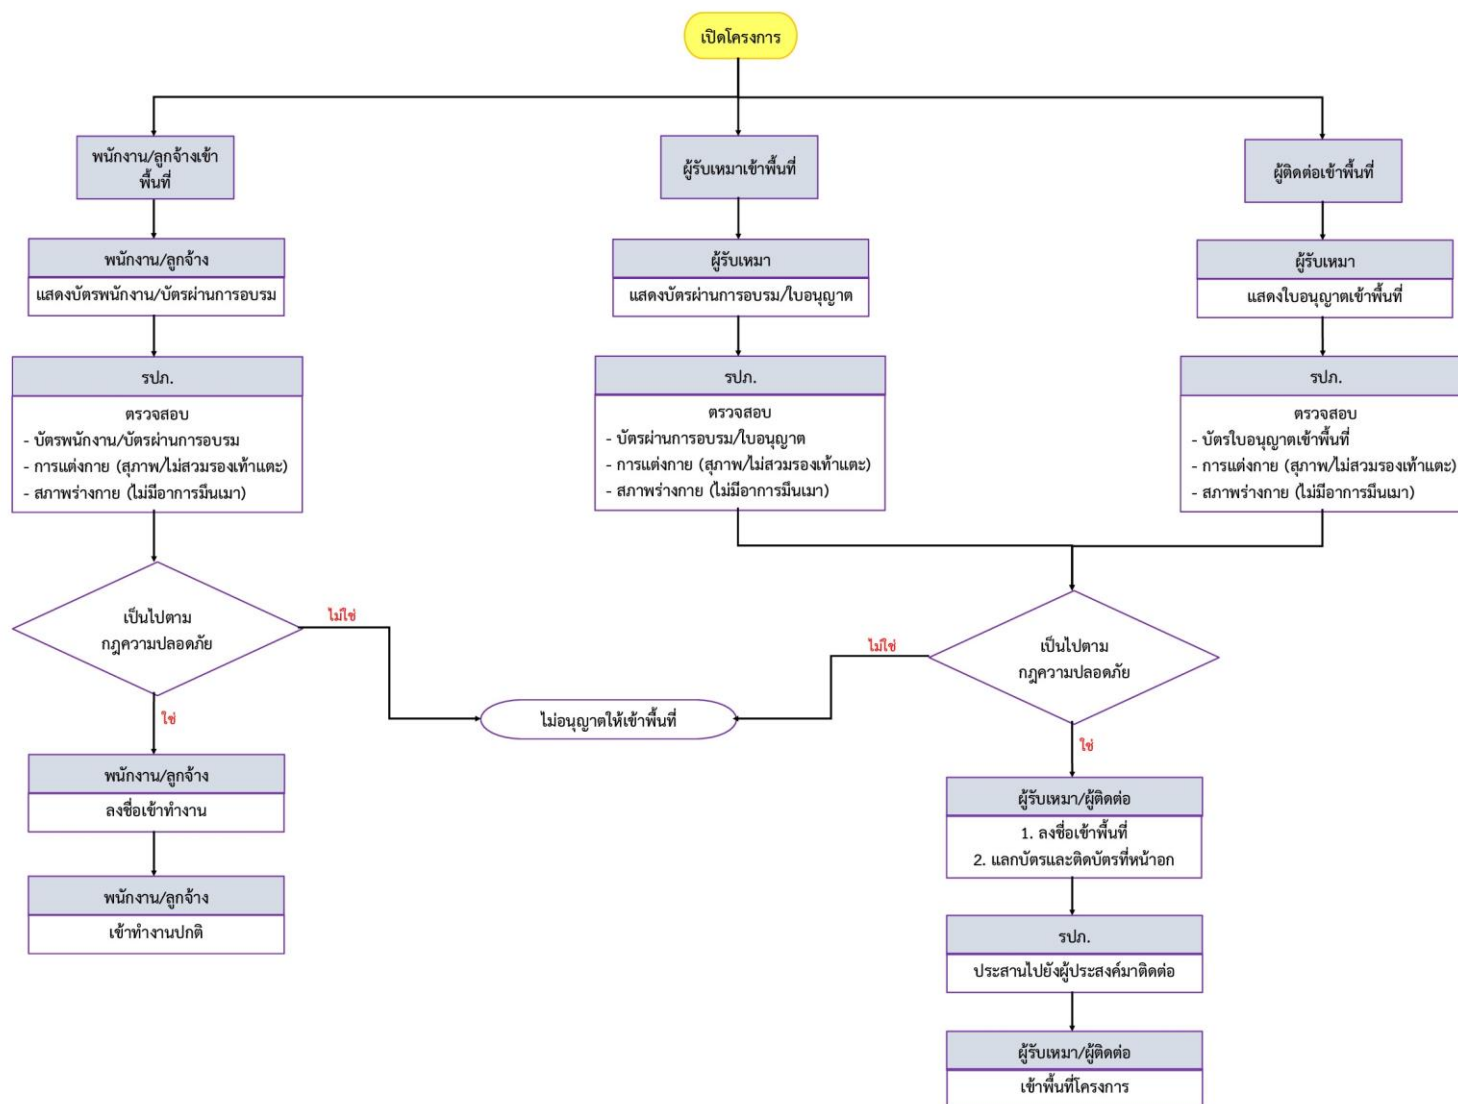 เปิดโครงการ
พนักงาน/ลูกจ้างเข้า
พื้นที่
ผู้รับเหมาเข้าพื้นที่
ผู้ติดต่อเข้าพื้นที่
พนักงาน/ลูกจ้าง
แสดงบัตรพนักงาน/บัตรผ่านการอบรม
ผู้รับเหมา
แสดงบัตรผ่านการอบรม/ใบอนุญาต
ผู้รับเหมา
แสดงใบอนุญาตเข้าพื้นที่
รปภ.
ตรวจสอบ
- บัตรพนักงาน/บัตรผ่านการอบรม
- การแต่งกาย (สุภาพ/ไม่สวมรองเท้าแตะ)
- สภาพร่างกาย (ไม่มีอาการมึนเมา)
รปภ.
ตรวจสอบ
- บัตรผ่านการอบรม/ใบอนุญาต
- การแต่งกาย (สุภาพ/ไม่สวมรองเท้าแตะ)
- สภาพร่างกาย (ไม่มีอาการมึนเมา)
รปภ.
ตรวจสอบ
- บัตรใบอนุญาตเข้าพื้นที่
- การแต่งกาย (สุภาพ/ไม่สวมรองเท้าแตะ)
- สภาพร่างกาย (ไม่มีอาการมึนเมา)
เป็นไปตาม
กฎความปลอดภัย
ไม่ใช่
ใช่
ไม่อนุญาตให้เข้าพื้นที่
ไม่ใช่
เป็นไปตาม
กฎความปลอดภัย
ใช่
พนักงาน/ลูกจ้าง
ลงชื่อเข้าทำงาน
พนักงาน/ลูกจ้าง
เข้าทำงานปกติ
ผู้รับเหมา/ผู้ติดต่อ
1. ลงชื่อเข้าพื้นที่
2. แลกบัตรและติดบัตรที่หน้าอก
รปภ.
ประสานไปยังผู้ประสงค์มาติดต่อ
ผู้รับเหมา/ผู้ติดต่อ
เข้าพื้นที่โครงการ